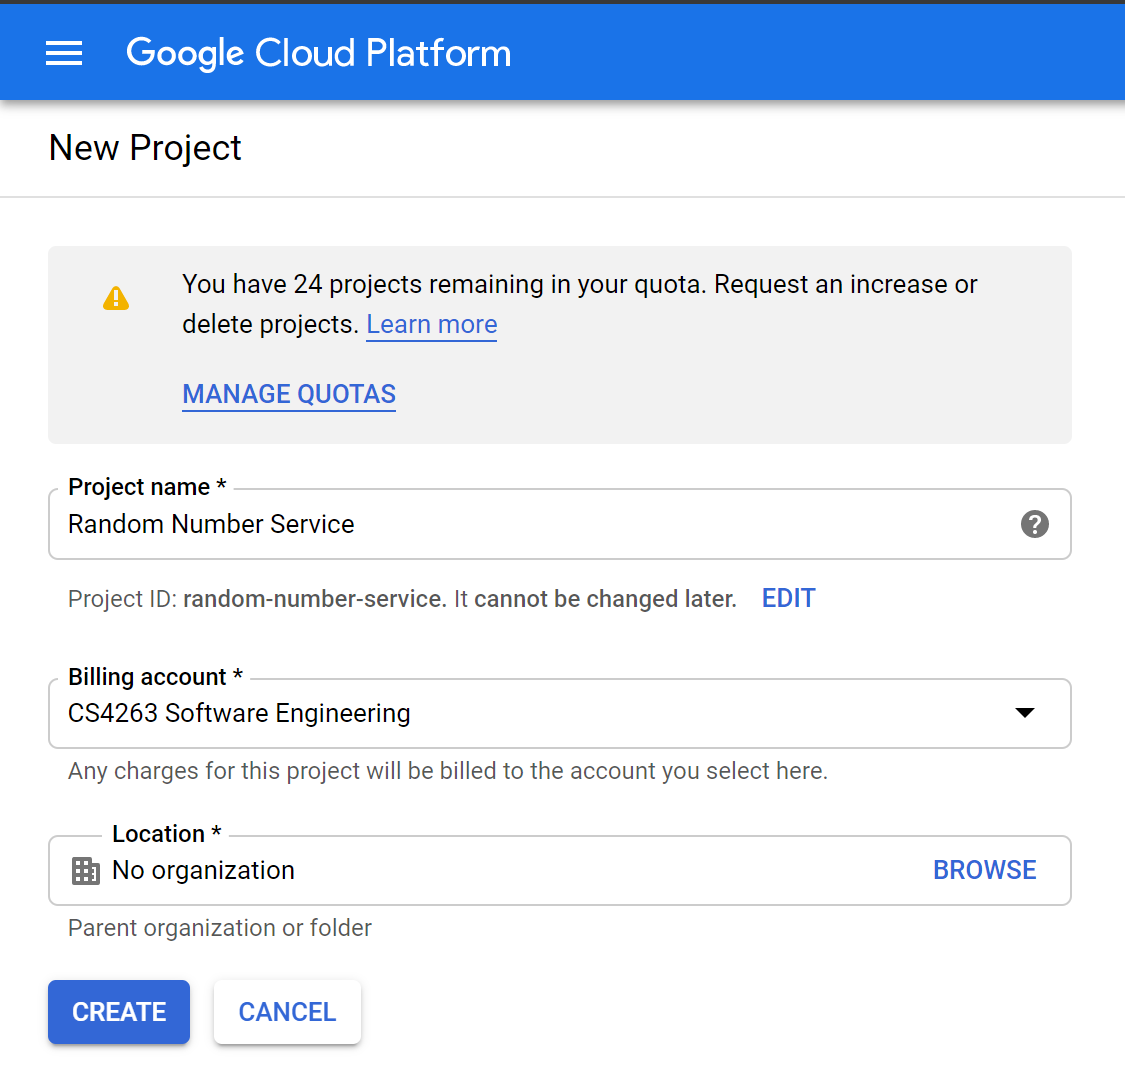 Google Cloud Platform
New Project
You have 24 projects remaining in your quota. Request an increase or
delete projects. Learn more
MANAGE QUOTAS
Project name *
Random Number Service
Project ID: random-number-service. It cannot be changed later. EDIT
Billing account *
CS4263 Software Engineering
Any charges for this project will be billed to the account you select here.
Location *
No organization BROWSE
Parent organization or folder
CREATE CANCEL